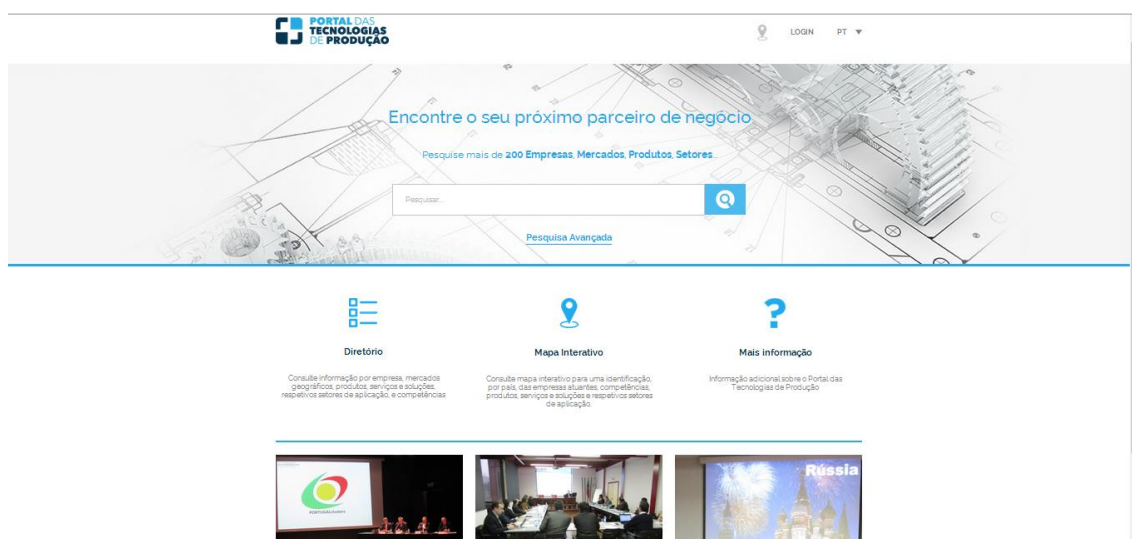 PORTAL DAS
TECNOLOGIAS
DE PRODUÇÃO
LOGIN PT
Encontre o seu próximo parceiro de negócio
Pesquise mais de 200 Empresas, Mercados, Produtos, Setores...
Pesquisar...
Pesquisa Avançada
Diretório
Mapa Interativo
Mais informação
Consulte informação por empresa, mercados
geográficos, produtos, serviços e soluções,
respetivos setores de aplicação, e competências
Consulte mapa interativo para uma identificação,
por país, das empresas atuantes, competências,
produtos, serviços e soluções e respetivos setores
de aplicação.
Informação adicional sobre o Portal das
Tecnologias de Produção
PORTUGALclusters
Rússia